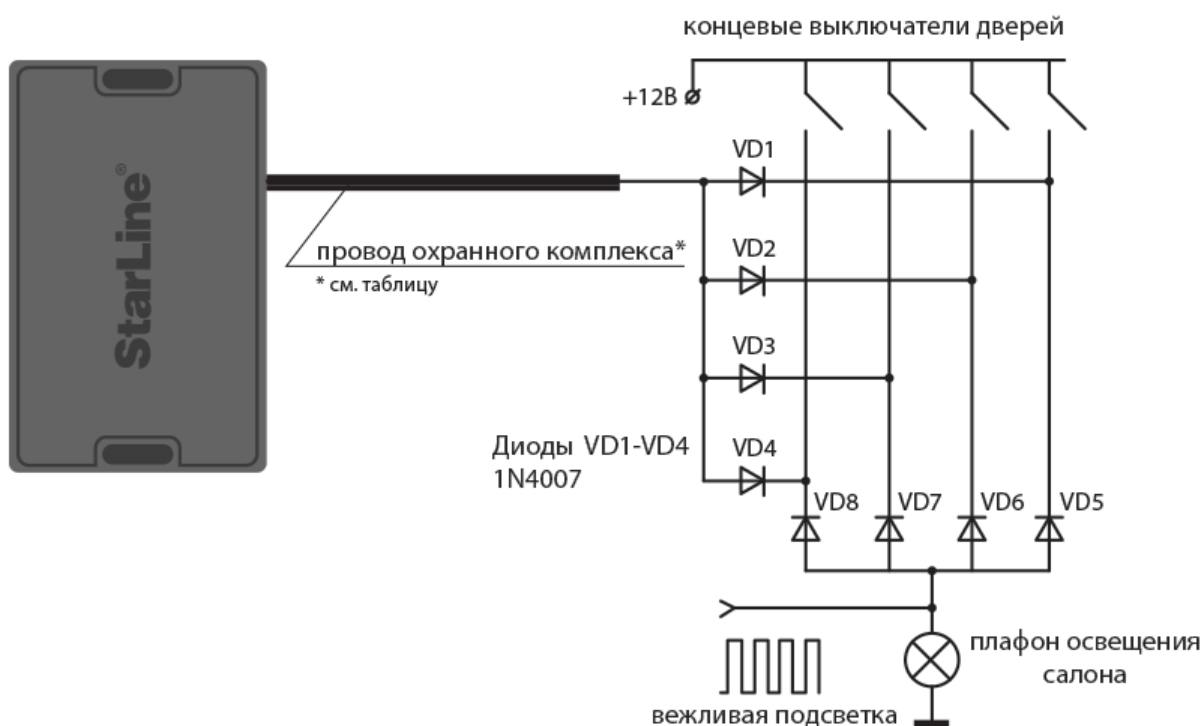 концевые выключатели дверей
+12В
VD1
StarLine®
провод охранного комплекса*
* см. таблицу
VD2
VD3
Диоды VD1-VD4
1N4007
VD4
VD8
VD7
VD6
VD5
плафон освещения
салона
вежливая подсветка